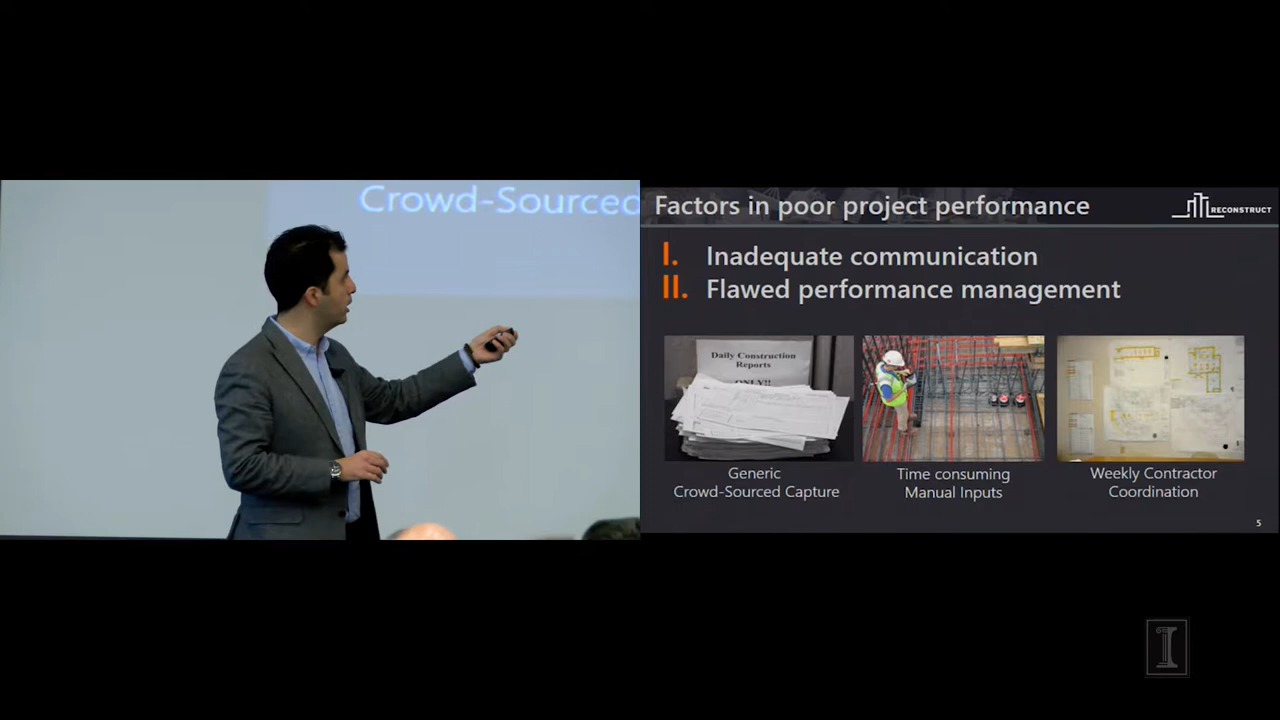 Crowd-Sourced
Factors in poor project performance
RECONSTRUCT
I. Inadequate communication
II. Flawed performance management
Daily Construction
Reports
ONLY!!
Generic
Crowd-Sourced Capture
Time consuming
Manual Inputs
Weekly Contractor
Coordination
5
I